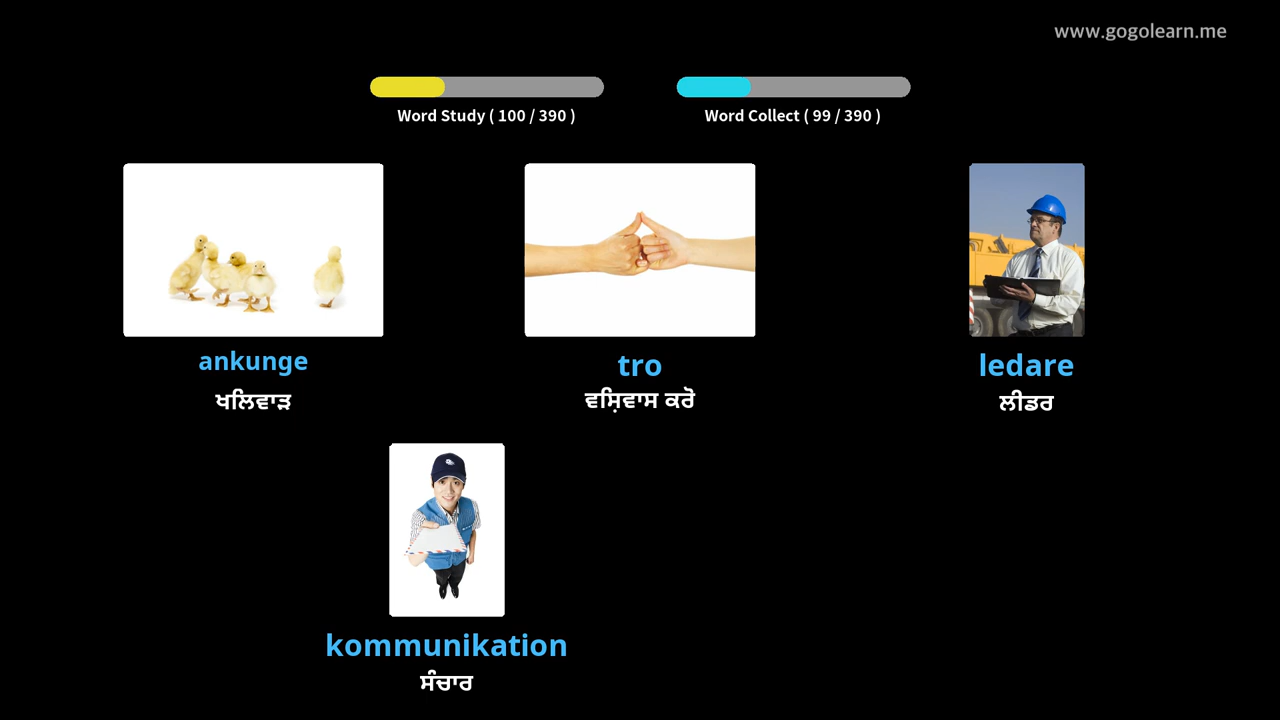 www.gogolearn.me
Word Study ( 100 / 390 )
Word Collect ( 99 / 390 )
ankunge
ਖਲਿਵਾੜ
tro
ਵਸਿ਼ਵਾਸ ਕਰੋ
ledare
ਲੀਡਰ
kommunikation
ਸੰਚਾਰ